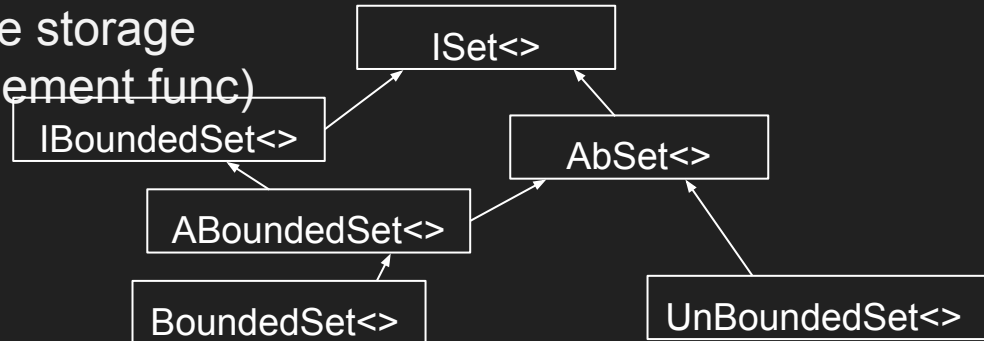 e storage
ISet<>
ement func)
IBoundedSet<>
AbSet<>
ABoundedSet<>
BoundedSet<>
UnBoundedSet<>